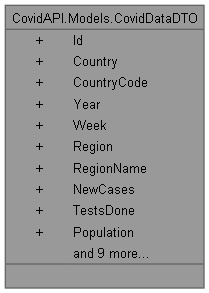 CovidAPI.Models.CovidDataDTO
+ Id
+ Country
+ CountryCode
+ Year
+ Week
+ Region
+ RegionName
+ NewCases
+ TestsDone
+ Population
and 9 more...